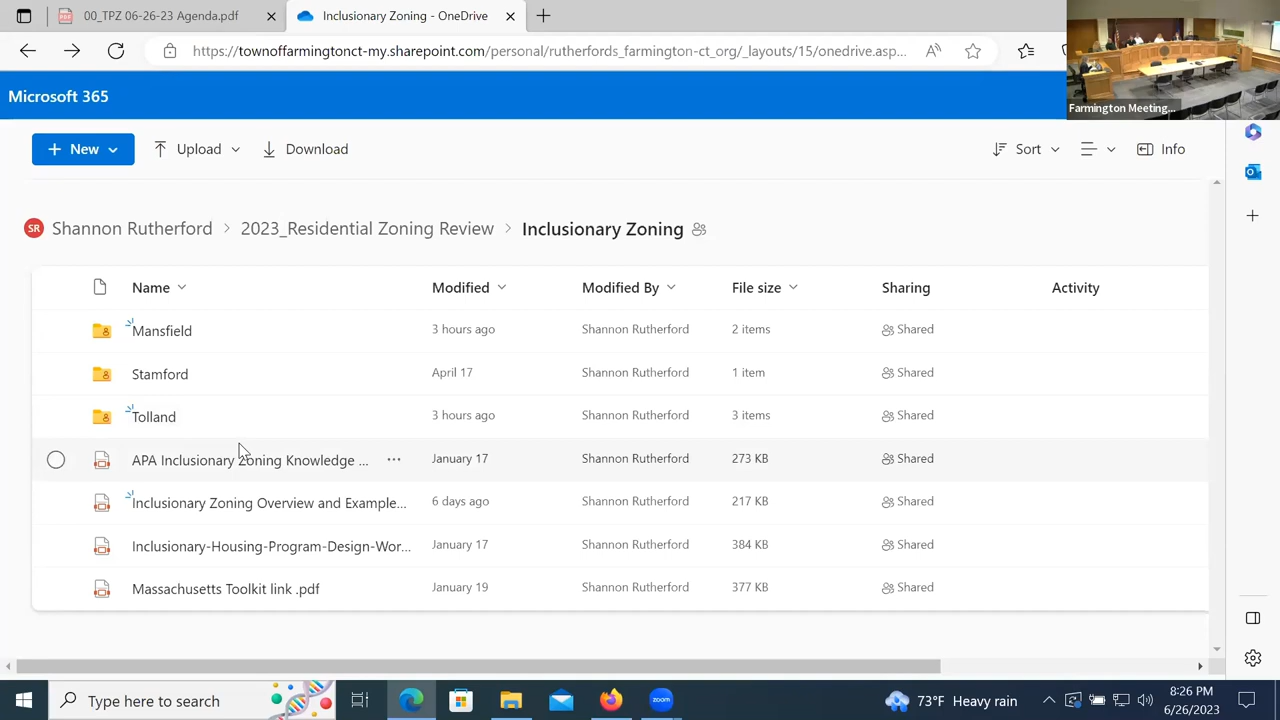 00_TPZ 06-26-23 Agenda.pdf
Inclusionary Zoning - OneDrive
https://townoffarmingtonct-my.sharepoint.com/personal/rutherfords_farmington-ct_org/_layouts/15/onedrive.asp...
Farmington Meeting...
Microsoft 365
New
Upload
Download
Sort
Info
SR Shannon Rutherford > 2023_Residential Zoning Review > Inclusionary Zoning
Name Modified Modified By File size Sharing Activity
Mansfield 3 hours ago Shannon Rutherford 2 items Shared
Stamford April 17 Shannon Rutherford 1 item Shared
Tolland 3 hours ago Shannon Rutherford 3 items Shared
APA Inclusionary Zoning Knowledge ... January 17 Shannon Rutherford 273 KB Shared
Inclusionary Zoning Overview and Example... 6 days ago Shannon Rutherford 217 KB Shared
Inclusionary-Housing-Program-Design-Wor... January 17 Shannon Rutherford 384 KB Shared
Massachusetts Toolkit link .pdf January 19 Shannon Rutherford 377 KB Shared
Type here to search
zoom
73°F Heavy rain
8:26 PM
6/26/2023